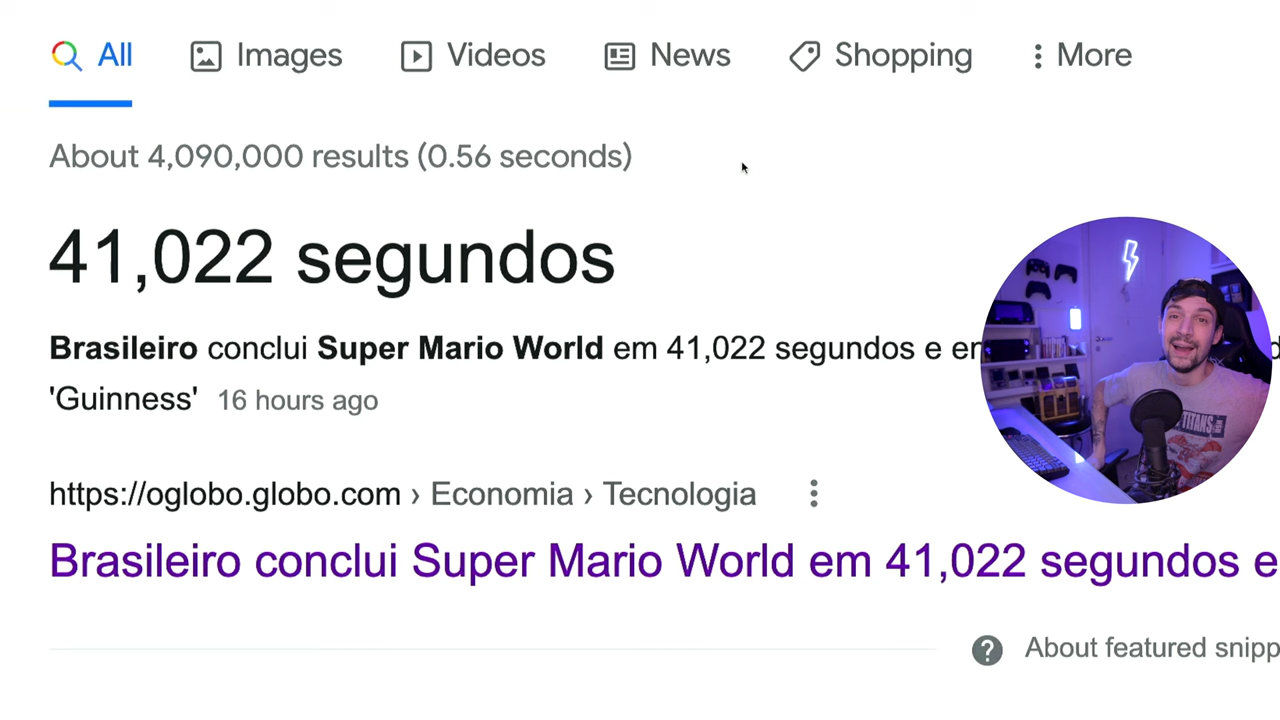 All Images Videos News Shopping More
About 4,090,000 results (0.56 seconds)
41,022 segundos
Brasileiro conclui Super Mario World em 41,022 segundos e
'Guinness' 16 hours ago
https://oglobo.globo.com › Economia › Tecnologia
Brasileiro conclui Super Mario World em 41,022 segundos e
About featured
TITANS